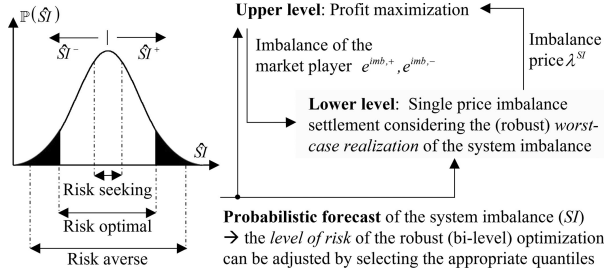 ℙ(ŜI)
ŜI⁻ ŜI⁺
ŜI
Risk seeking
Risk optimal
Risk averse
Upper level: Profit maximization
Imbalance of the
market player e^{imb,+}, e^{imb,-}
Imbalance
price λ^{SI}
Lower level: Single price imbalance
settlement considering the (robust) worst-
case realization of the system imbalance
Probabilistic forecast of the system imbalance (SI)
→ the level of risk of the robust (bi-level) optimization
can be adjusted by selecting the appropriate quantiles